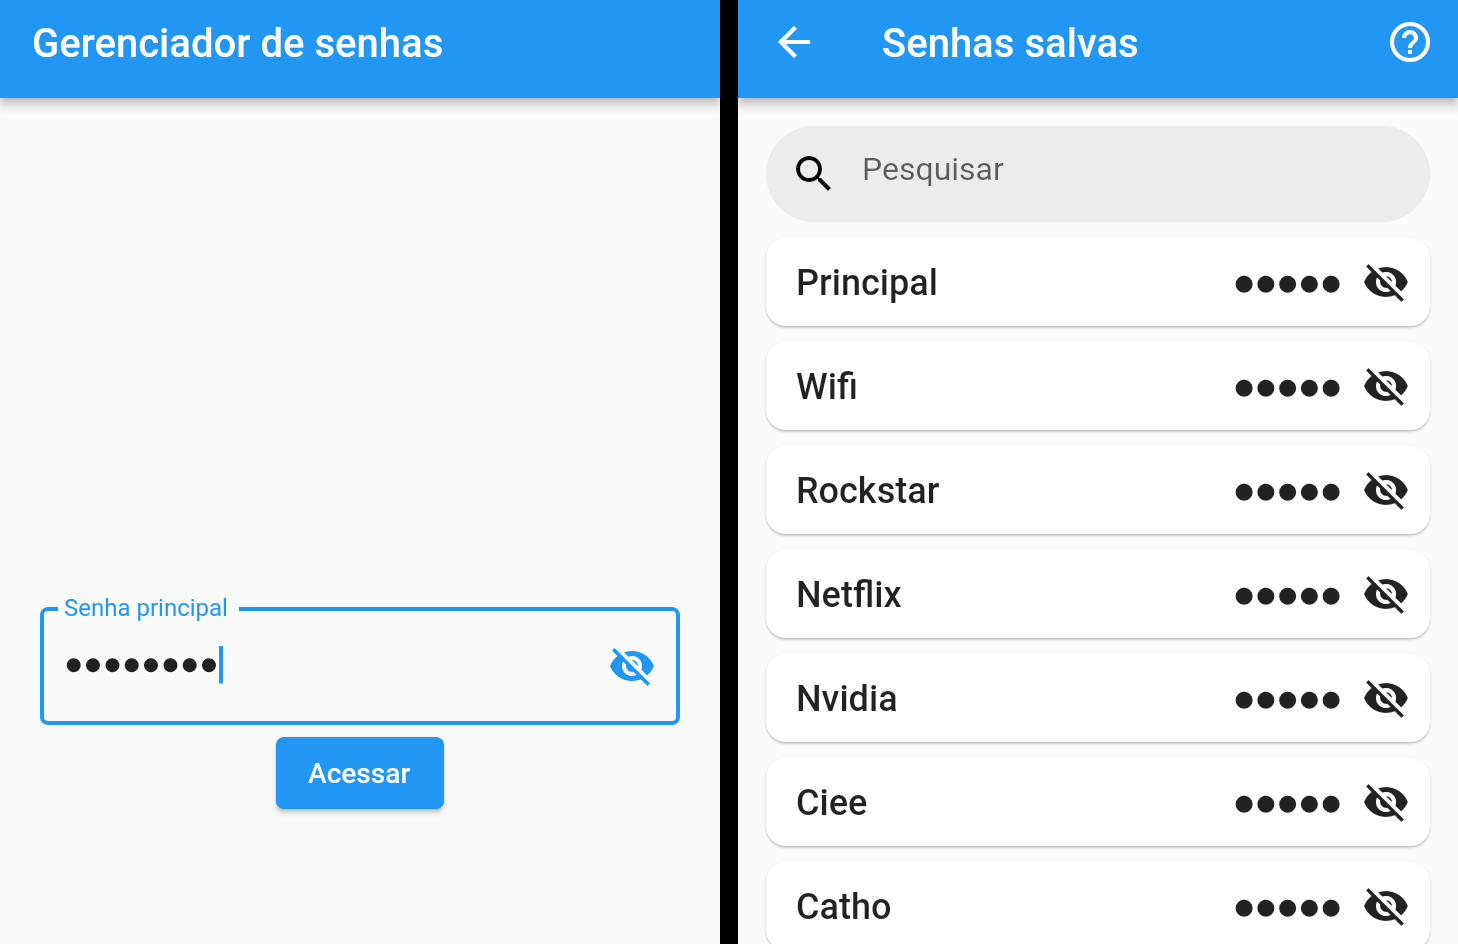 Gerenciador de senhas
Senha principal
••••••••
Acessar
Senhas salvas
Pesquisar
Principal •••••
Wifi •••••
Rockstar •••••
Netflix •••••
Nvidia •••••
Ciee •••••
Catho •••••